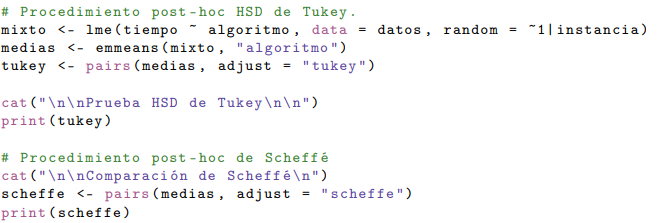 # Procedimiento post-hoc HSD de Tukey.
mixto <- lme(tiempo ~ algoritmo, data = datos, random = ~1|instancia)
medias <- emmeans(mixto, "algoritmo")
tukey <- pairs(medias, adjust = "tukey")
cat("\n\nPrueba HSD de Tukey\n\n")
print(tukey)
# Procedimiento post-hoc de Scheffé
cat("\n\nComparación de Scheffé\n")
scheffe <- pairs(medias, adjust = "scheffe")
print(scheffe)